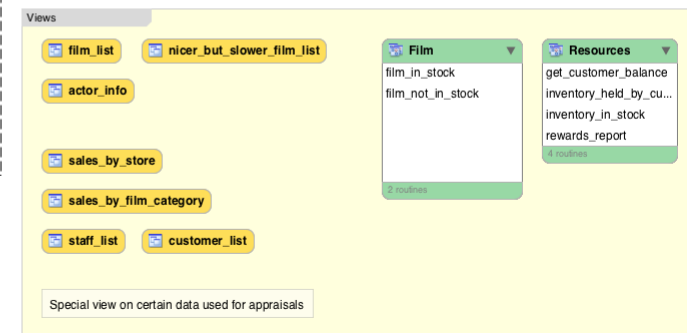 Views
film_list
nicer_but_slower_film_list
actor_info
sales_by_store
sales_by_film_category
staff_list
customer_list
Special view on certain data used for appraisals
Film
film_in_stock
film_not_in_stock
2 routines
Resources
get_customer_balance
inventory_held_by_cu...
inventory_in_stock
rewards_report
4 routines